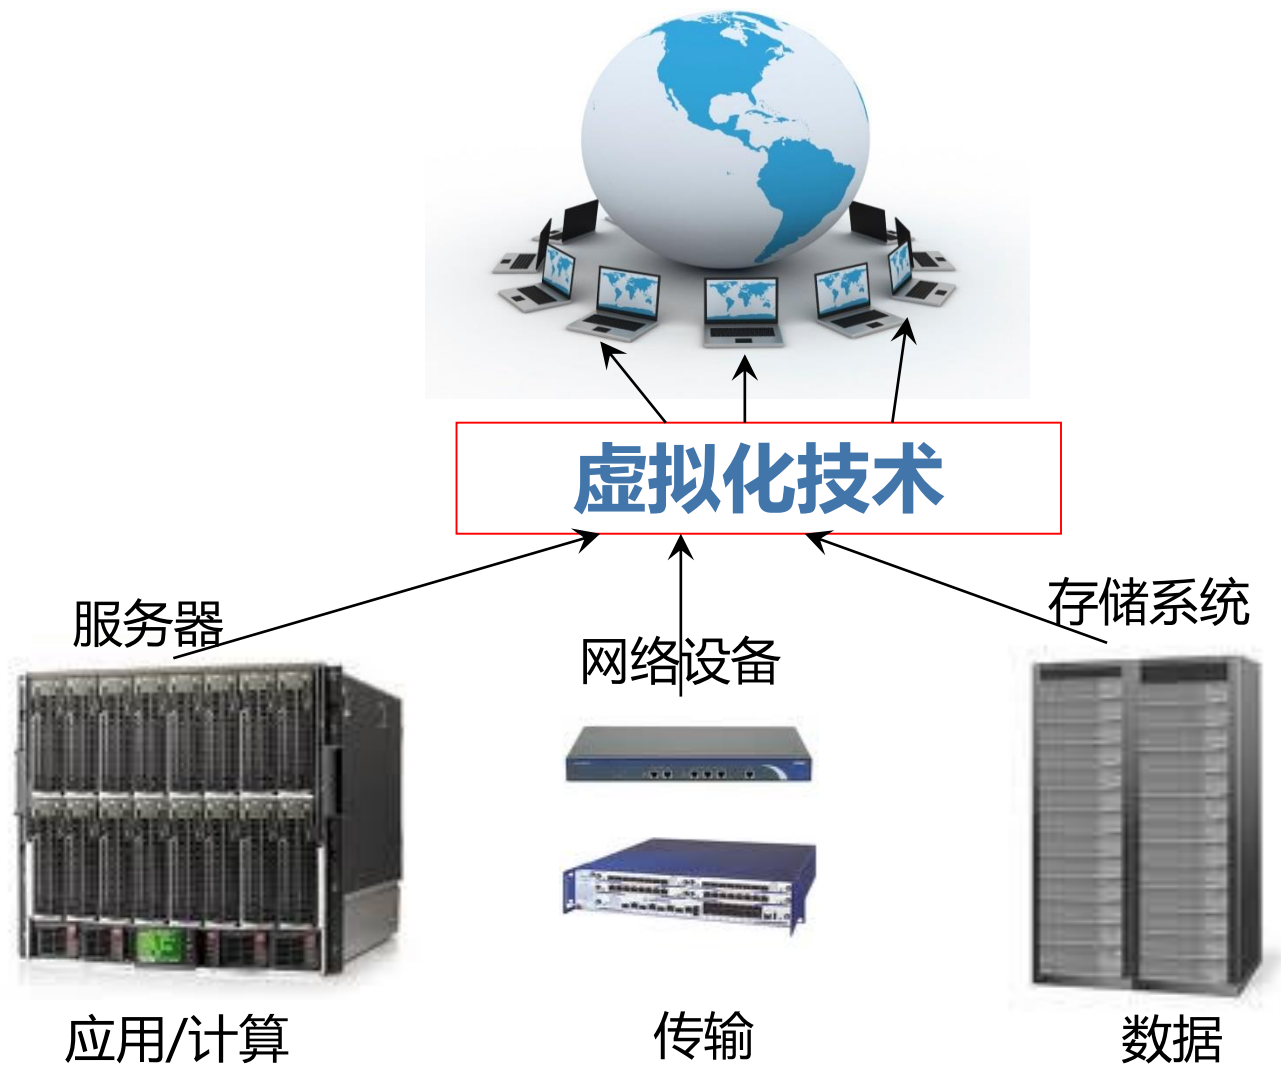 虚拟化技术
服务器
网络设备
存储系统
应用/计算
传输
数据